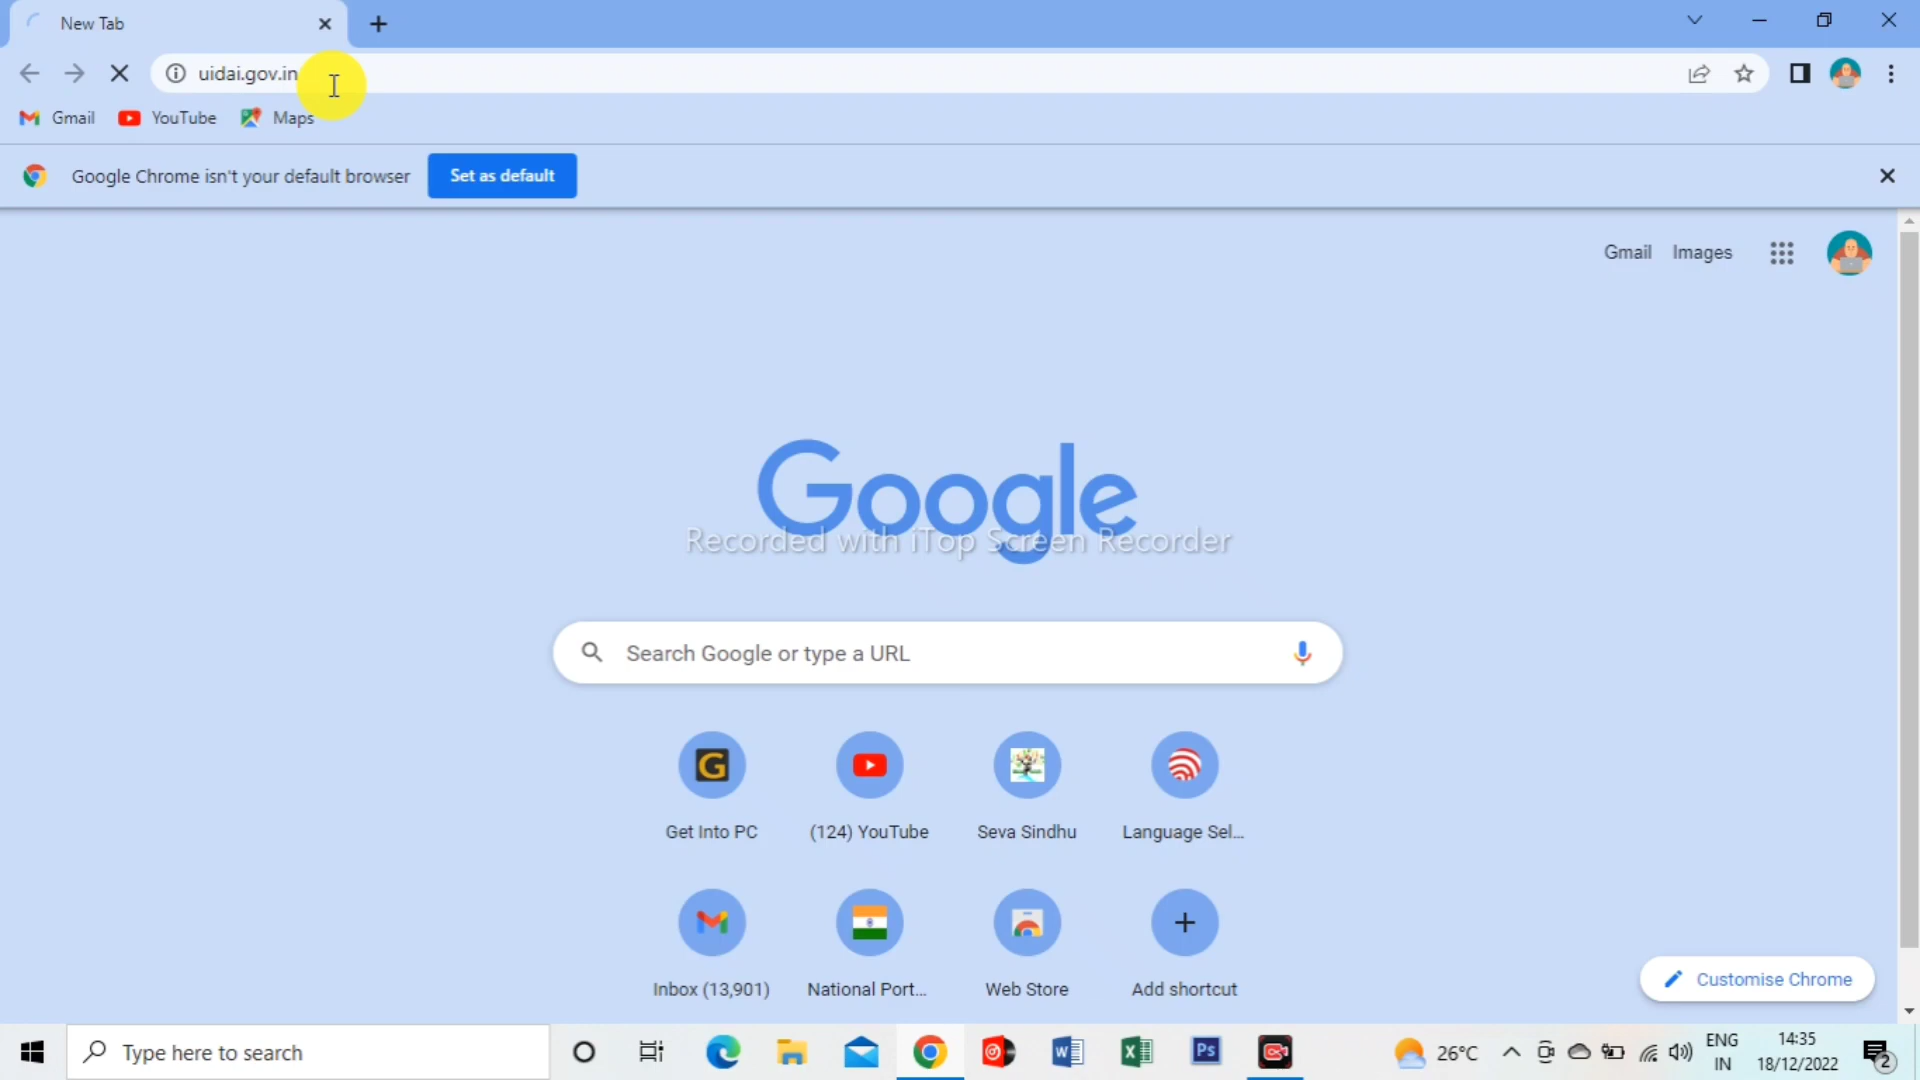 New Tab
uidai.gov.in
Gmail YouTube Maps
Google Chrome isn't your default browser Set as default
Gmail Images
Google
Recorded with iTop Screen Recorder
Search Google or type a URL
G
Get Into PC (124) YouTube Seva Sindhu Language Sel...
Inbox (13,901) National Port... Web Store Add shortcut
Customise Chrome
Type here to search
Ps
26°C
ENG
IN
14:35
18/12/2022
2